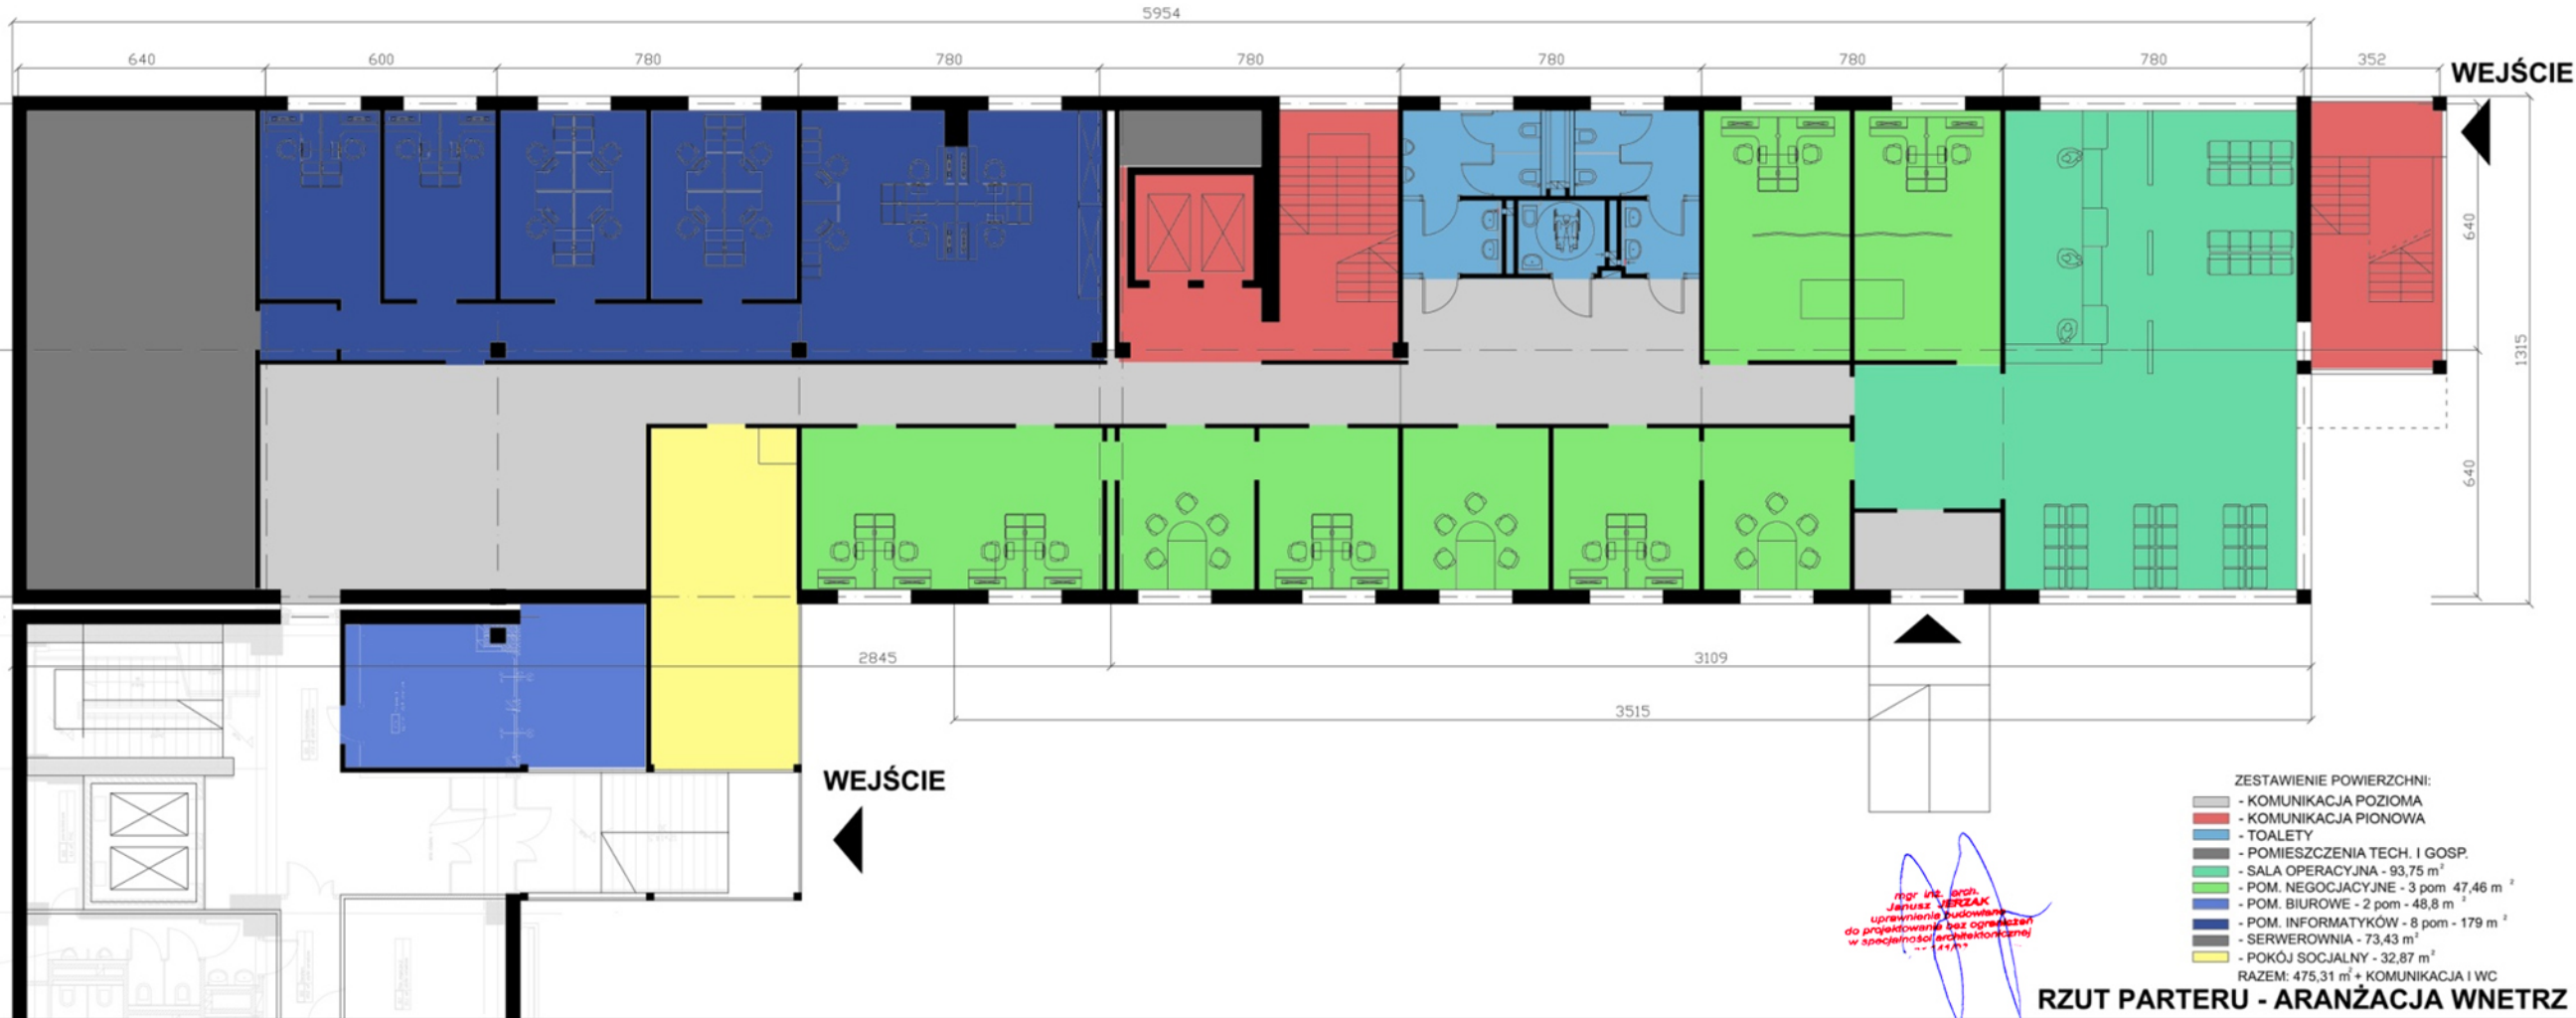 5954
640
600
780
780
780
780
780
780
352
WEJŚCIE
640
1315
640
2845
3109
3515
WEJŚCIE
ZESTAWIENIE POWIERZCHNI:
- KOMUNIKACJA POZIOMA
- KOMUNIKACJA PIONOWA
- TOALETY
- POMIESZCZENIA TECH. I GOSP.
- SALA OPERACYJNA - 93,75 m²
- POM. NEGOCJACYJNE - 3 pom 47,46 m²
- POM. BIUROWE - 2 pom - 48,8 m²
- POM. INFORMATYKÓW - 8 pom - 179 m²
- SERWEROWNIA - 73,43 m²
- POKÓJ SOCJALNY - 32,87 m²
RAZEM: 475,31 m² + KOMUNIKACJA I WC
mgr inż. arch.
Janusz JERZAK
uprawnienia budowlane
do projektowania bez ograniczeń
w specjalności architektonicznej
RZUT PARTERU - ARANŻACJA WNETRZ